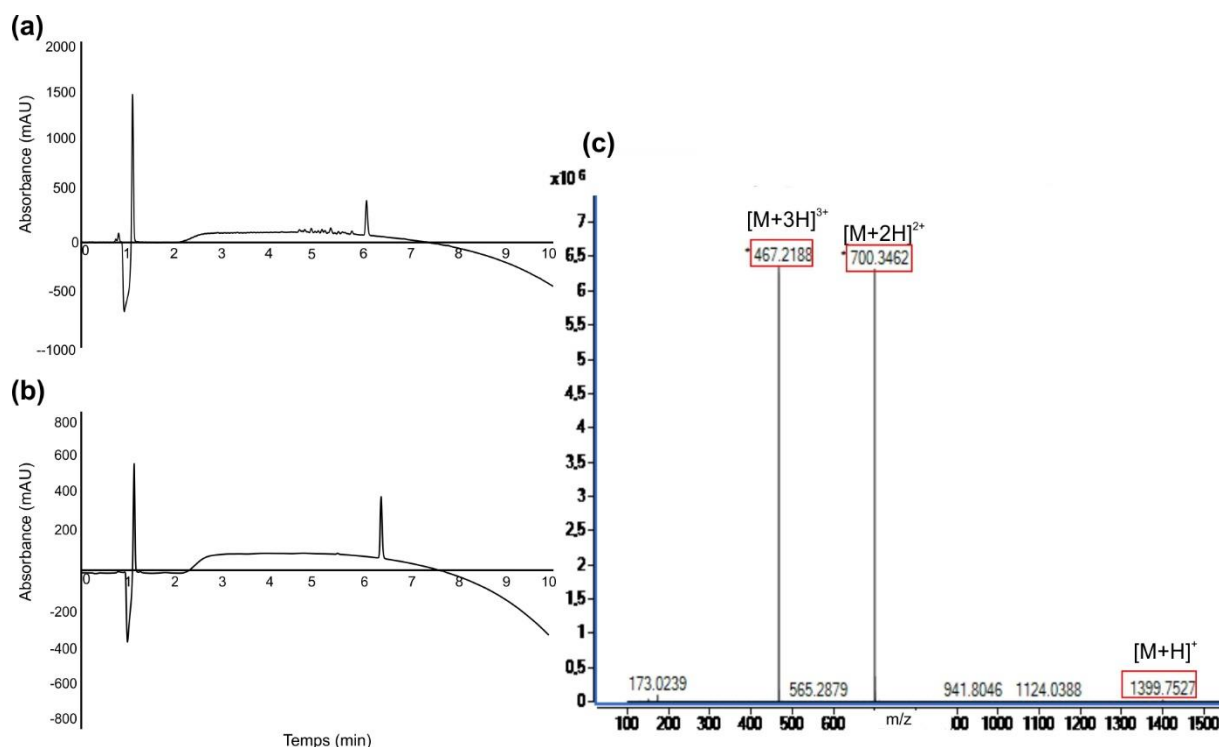 (a)
2000
1500
1000
500
0
-500
--1000
Absorbance (mAU)
0 1 2 3 4 5 6 7 8 9 10
(b)
800
600
400
200
-200
-400
-600
-800
Absorbance (mAU)
0 1 2 3 4 5 6 7 8 9 10
Temps (min)
(c)
x10 6
7
6,5
6
5,5
5
4,5
4
3,5
3
2,5
2
1,5
1
0,5
0
[M+3H]3+
* 467.2188
[M+2H]2+
* 700.3462
[M+H]+
173.0239 565.2879 941.8046 1124.0388 1399.7527
100 200 300 400 500 600 m/z 00 1000 1100 1200 1300 1400 1500